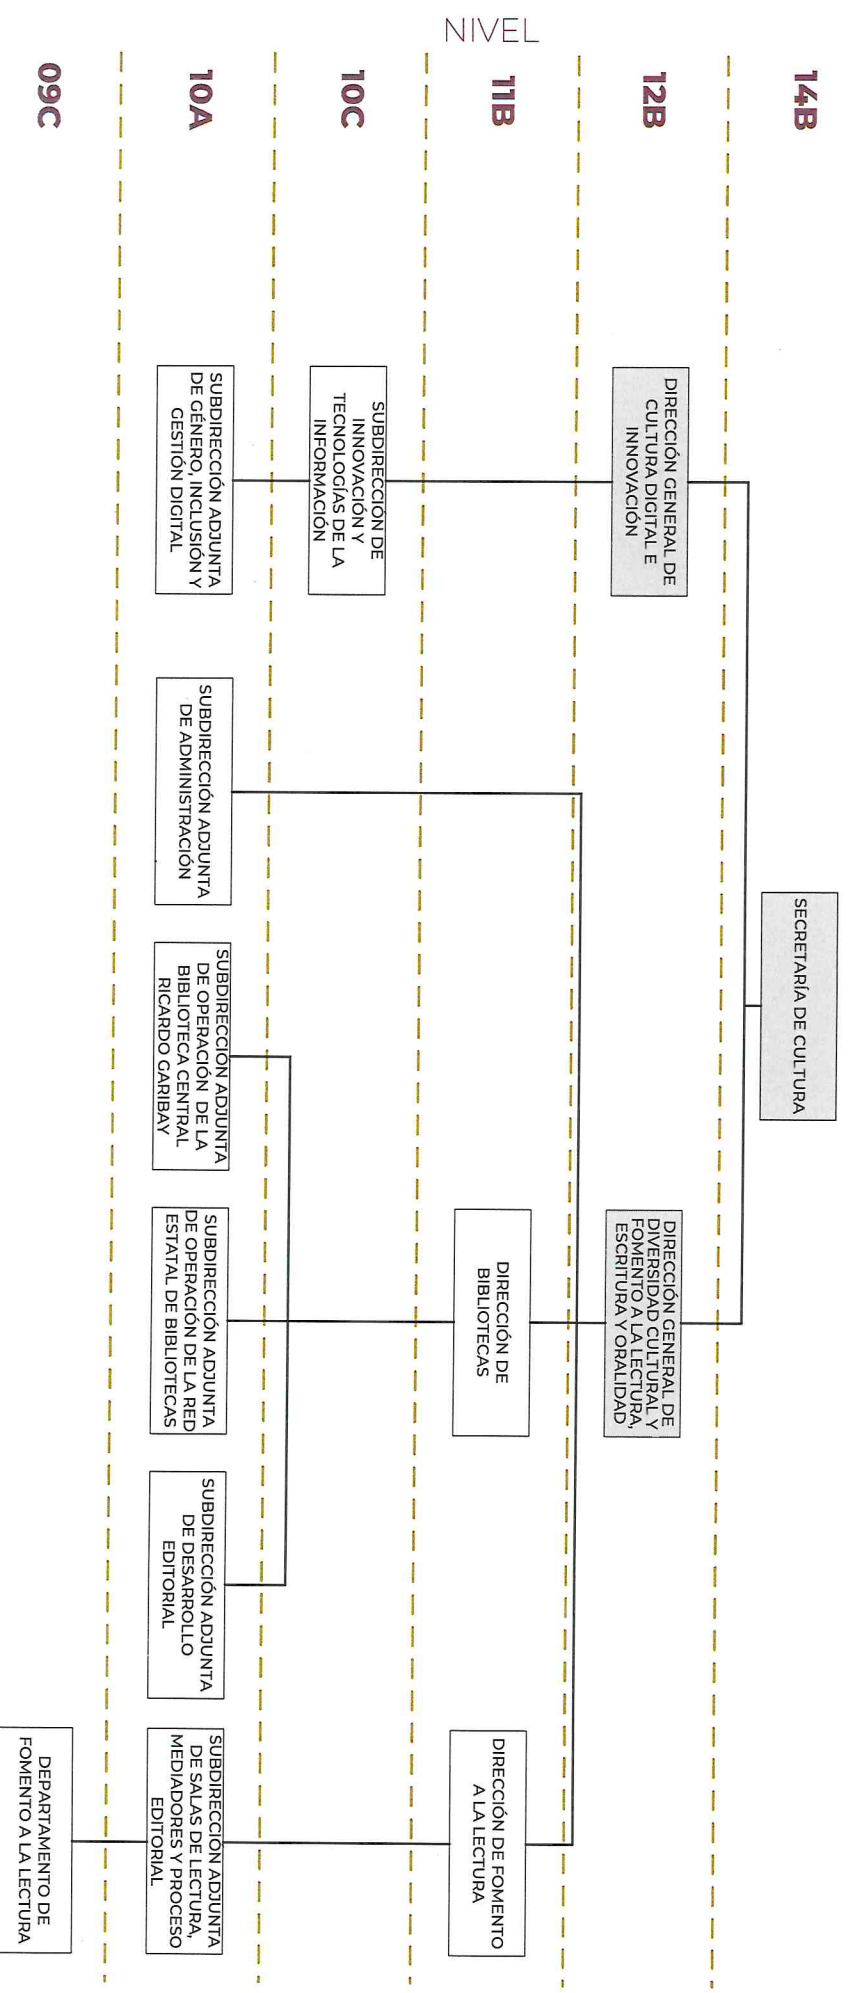 NIVEL
14B
12B
11B
10C
10A
09C
SECRETARÍA DE CULTURA
DIRECCIÓN GENERAL DE
CULTURA DIGITAL E
INNOVACIÓN
DIRECCIÓN GENERAL DE
DIVERSIDAD CULTURAL Y
FOMENTO A LA LECTURA,
ESCRITURA Y ORALIDAD
DIRECCIÓN DE
BIBLIOTECAS
DIRECCIÓN DE FOMENTO
A LA LECTURA
SUBDIRECCIÓN DE
INNOVACIÓN Y
TECNOLOGÍAS DE LA
INFORMACIÓN
SUBDIRECCIÓN ADJUNTA
DE GÉNERO, INCLUSIÓN Y
GESTIÓN DIGITAL
SUBDIRECCIÓN ADJUNTA
DE ADMINISTRACIÓN
SUBDIRECCIÓN ADJUNTA
DE OPERACIÓN DE LA
BIBLIOTECA CENTRAL
RICARDO GARIBAY
SUBDIRECCIÓN ADJUNTA
DE OPERACIÓN DE LA RED
ESTATAL DE BIBLIOTECAS
SUBDIRECCIÓN ADJUNTA
DE DESARROLLO
EDITORIAL
SUBDIRECCIÓN ADJUNTA
DE SALAS DE LECTURA,
MEDIADORES Y PROCESO
EDITORIAL
DEPARTAMENTO DE
FOMENTO A LA LECTURA